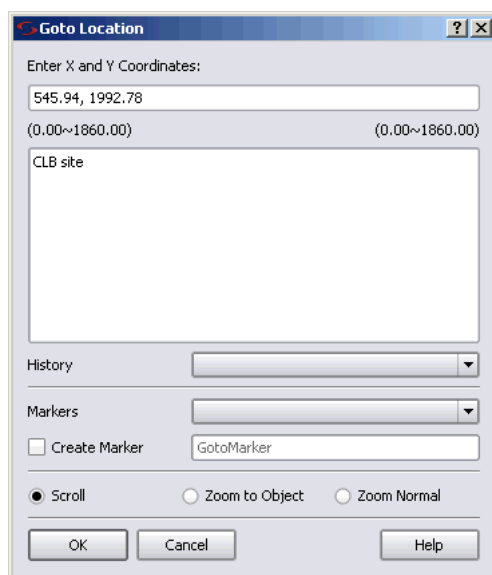 Goto Location
Enter X and Y Coordinates:
545.94, 1992.78
(0.00~1860.00) (0.00~1860.00)
CLB site
History
Markers
Create Marker GotoMarker
Scroll Zoom to Object Zoom Normal
OK Cancel Help